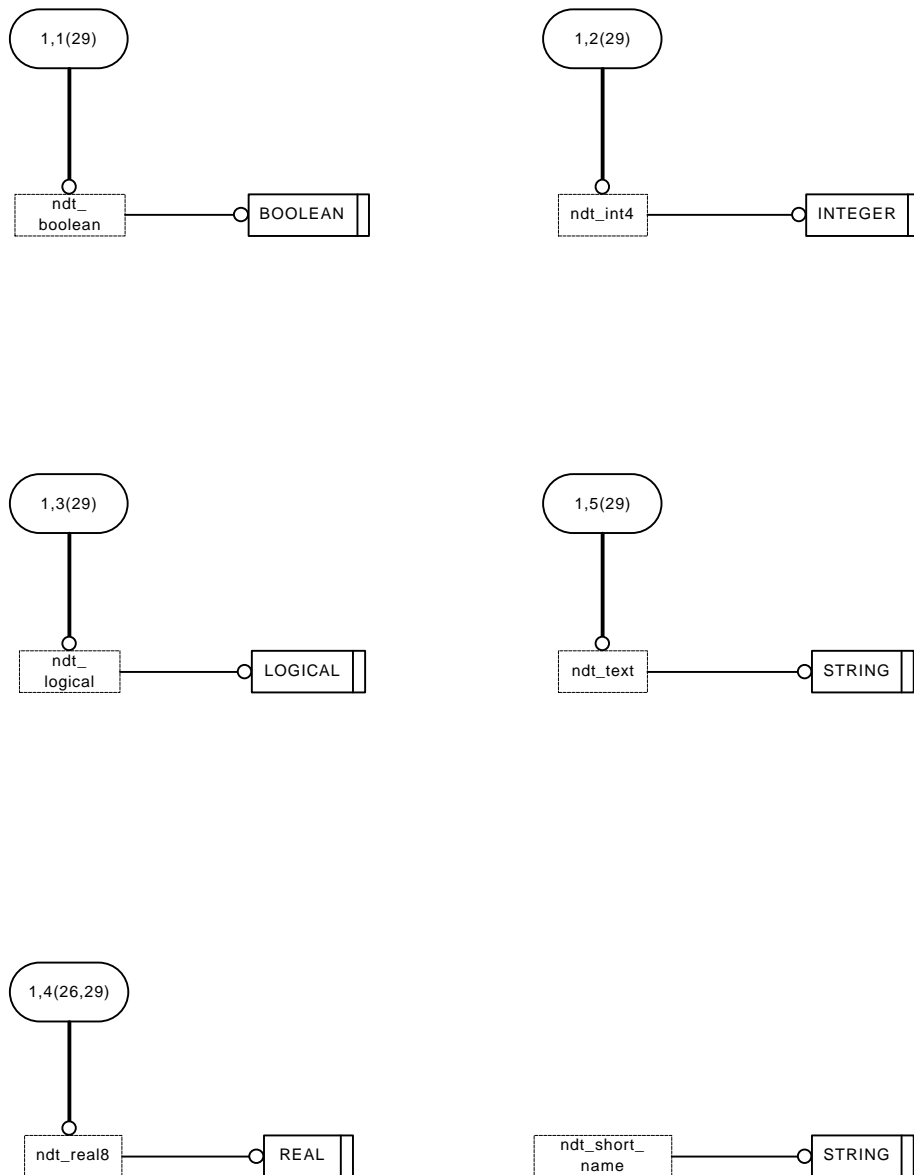 1,1(29)
1,2(29)
ndt_
boolean
BOOLEAN
ndt_int4
INTEGER
1,3(29)
1,5(29)
ndt_
logical
LOGICAL
ndt_text
STRING
1,4(26,29)
ndt_real8
REAL
ndt_short_
name
STRING